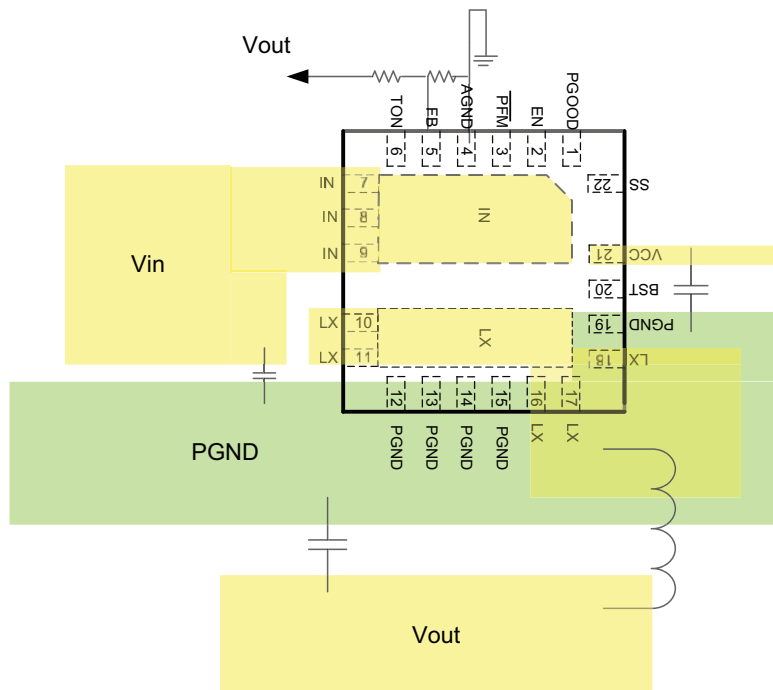 Vout
TON
FB
AGND
PFM
EN
PGOOD
6
5
4
3
2
1
IN
7
22
SS
IN
8
IN
Vin
IN
9
21
VCC
20
BST
LX
10
19
PGND
LX
LX
11
18
LX
12
13
14
15
16
17
PGND
PGND
PGND
PGND
LX
LX
PGND
Vout